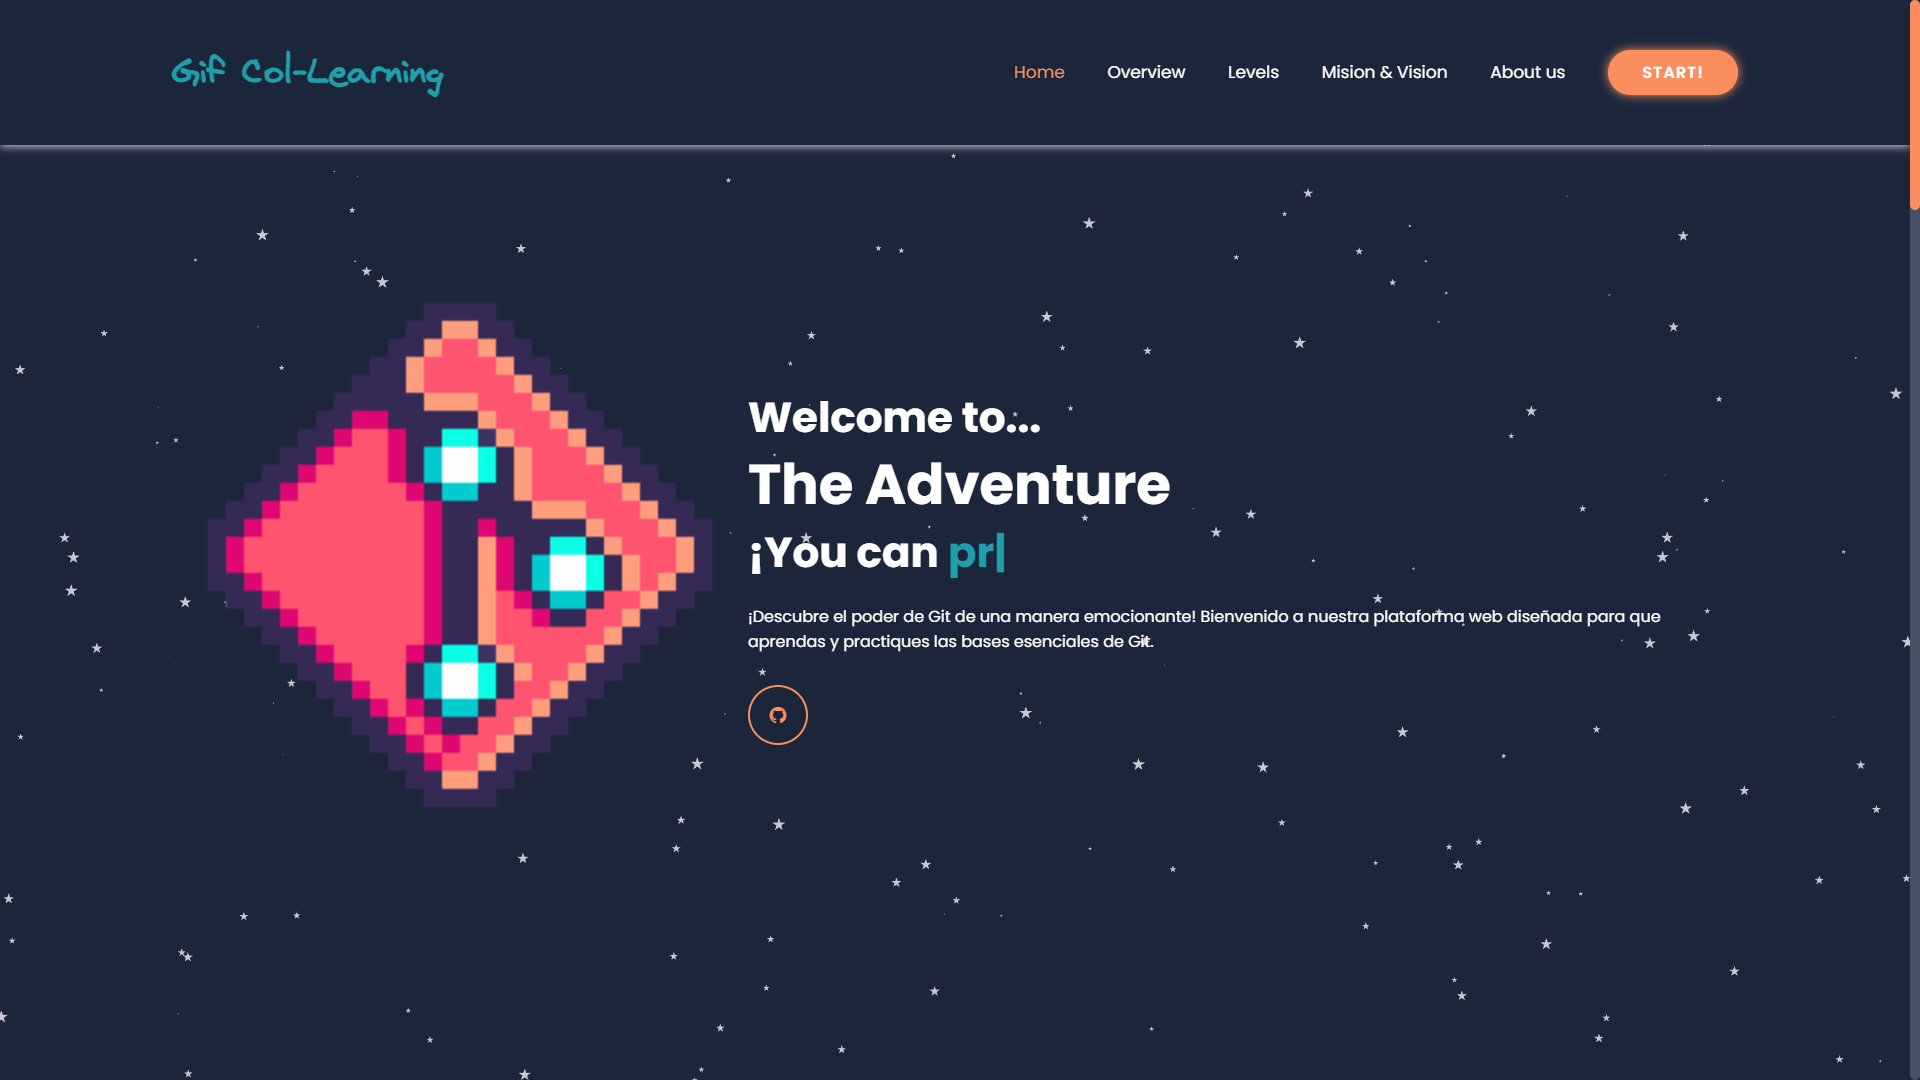 Gif Col-Learning
Home Overview Levels Mision & Vision About us START!
Welcome to...
The Adventure
¡You can pr|
¡Descubre el poder de Git de una manera emocionante! Bienvenido a nuestra plataforma web diseñada para que
aprendas y practiques las bases esenciales de Git.